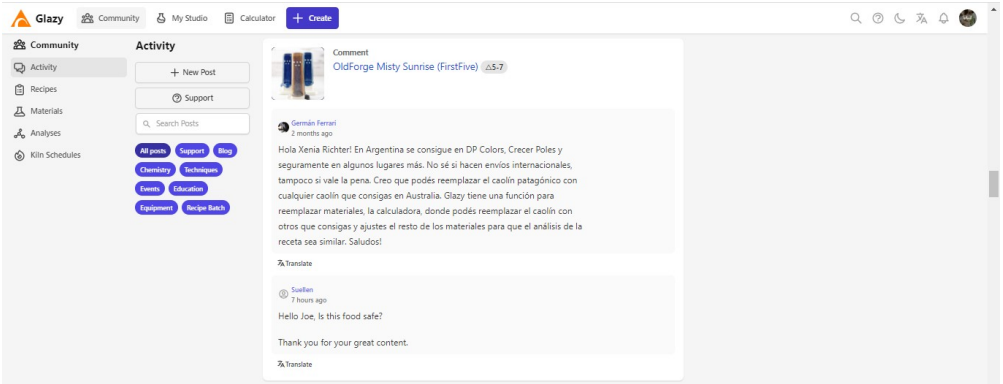 Glazy
Community
My Studio
Calculator
+ Create
Community
Activity
Recipes
Materials
Analyses
Kiln Schedules
Activity
+ New Post
Support
Search Posts
All posts Support Blog
Chemistry Techniques
Events Education
Equipment Recipe Batch
Comment
OldForge Misty Sunrise (FirstFive) △5-7
Germán Ferrari
2 months ago
Hola Xenia Richter! En Argentina se consigue en DP Colors, Crecer Poles y
seguramente en algunos lugares más. No sé si hacen envíos internacionales,
tampoco si vale la pena. Creo que podés reemplazar el caolín patagónico con
cualquier caolín que consigas en Australia. Glazy tiene una función para
reemplazar materiales, la calculadora, donde podés reemplazar el caolín con
otros que consigas y ajustes el resto de los materiales para que el análisis de la
receta sea similar. Saludos!
Translate
Suellen
7 hours ago
Hello Joe, Is this food safe?
Thank you for your great content.
Translate